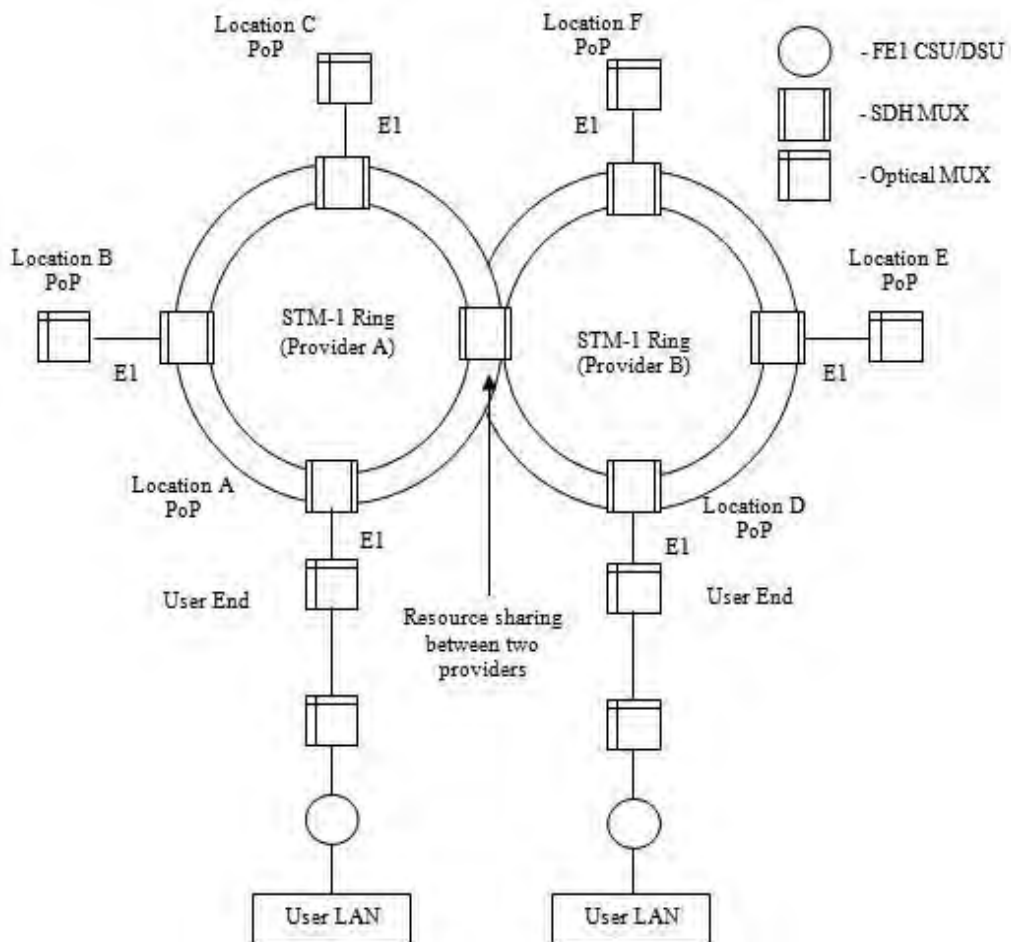 Location C
PoP
Location F
PoP
- FE1 CSU/DSU
- SDH MUX
- Optical MUX
E1
E1
Location B
PoP
Location E
PoP
STM-1 Ring
(Provider A)
STM-1 Ring
(Provider B)
E1
E1
Location A
PoP
Location D
PoP
E1
E1
User End
User End
Resource sharing
between two
providers
User LAN
User LAN